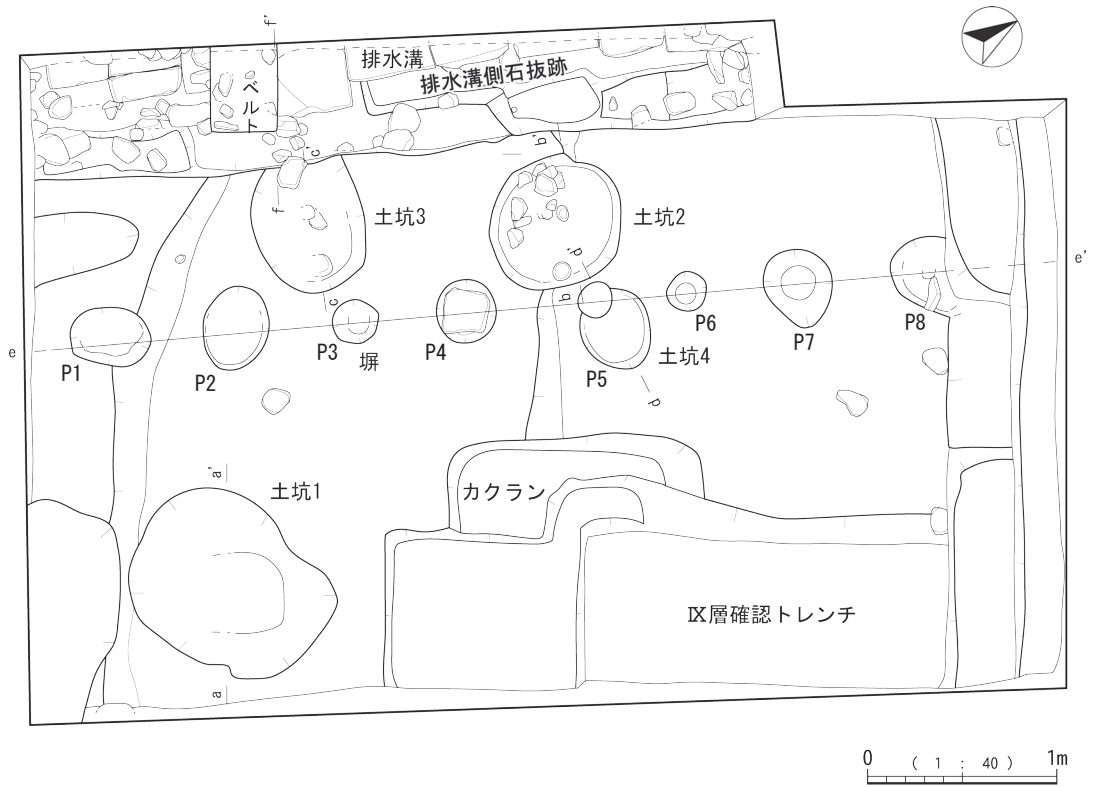 f'
排水溝
排水溝側石抜跡
ベルト
c'
b'
f
土坑3
土坑2
d'
e'
c
b
e
P1
P2
P3
塀
P4
P5
土坑4
P6
P7
P8
d
a'
土坑1
カクラン
Ⅸ層確認トレンチ
a
0 ( 1 : 40 ) 1m